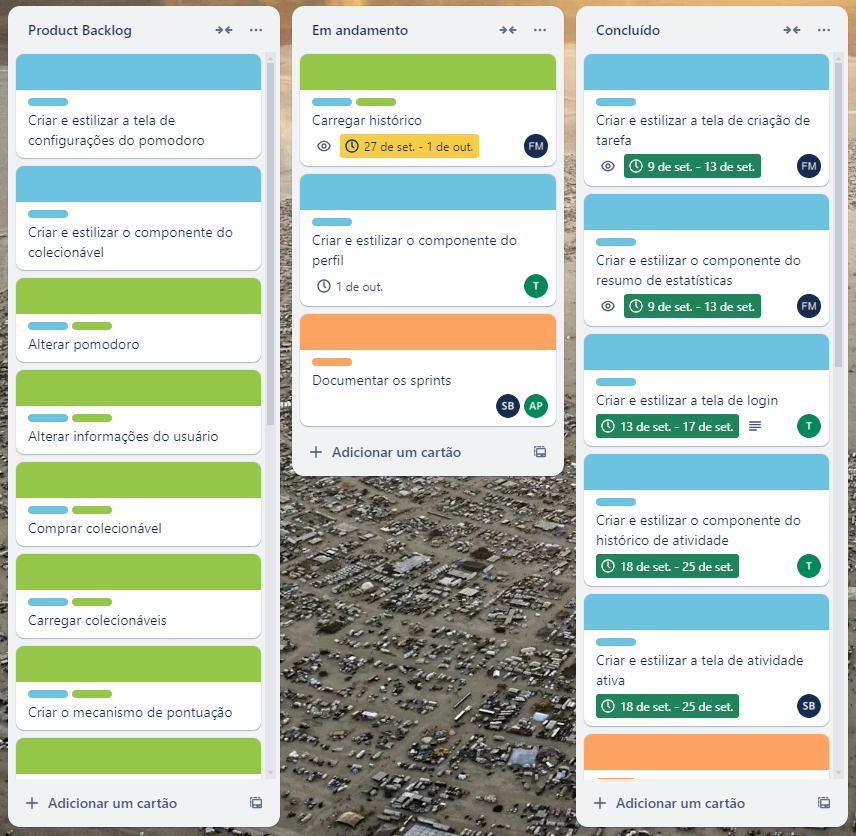 Product Backlog
Criar e estilizar a tela de
configurações do pomodoro
Criar e estilizar o componente do
colecionável
Alterar pomodoro
Alterar informações do usuário
Comprar colecionável
Carregar colecionáveis
Criar o mecanismo de pontuação
Adicionar um cartão
Em andamento
Carregar histórico
27 de set. - 1 de out.
FM
Criar e estilizar o componente do
perfil
1 de out.
T
Documentar os sprints
SB AP
Adicionar um cartão
Concluído
Criar e estilizar a tela de criação de
tarefa
9 de set. - 13 de set.
FM
Criar e estilizar o componente do
resumo de estatísticas
9 de set. - 13 de set.
FM
Criar e estilizar a tela de login
13 de set. - 17 de set.
T
Criar e estilizar o componente do
histórico de atividade
18 de set. - 25 de set.
T
Criar e estilizar a tela de atividade
ativa
18 de set. - 25 de set.
SB
Adicionar um cartão